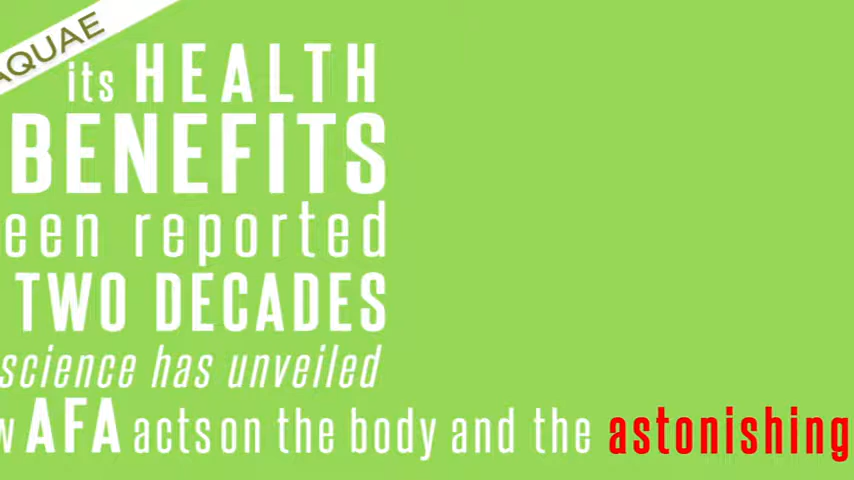 AQUAE
its HEALTH
BENEFITS
een reported
TWO DECADES
science has unveiled
w AFA acts on the body and the astonishing